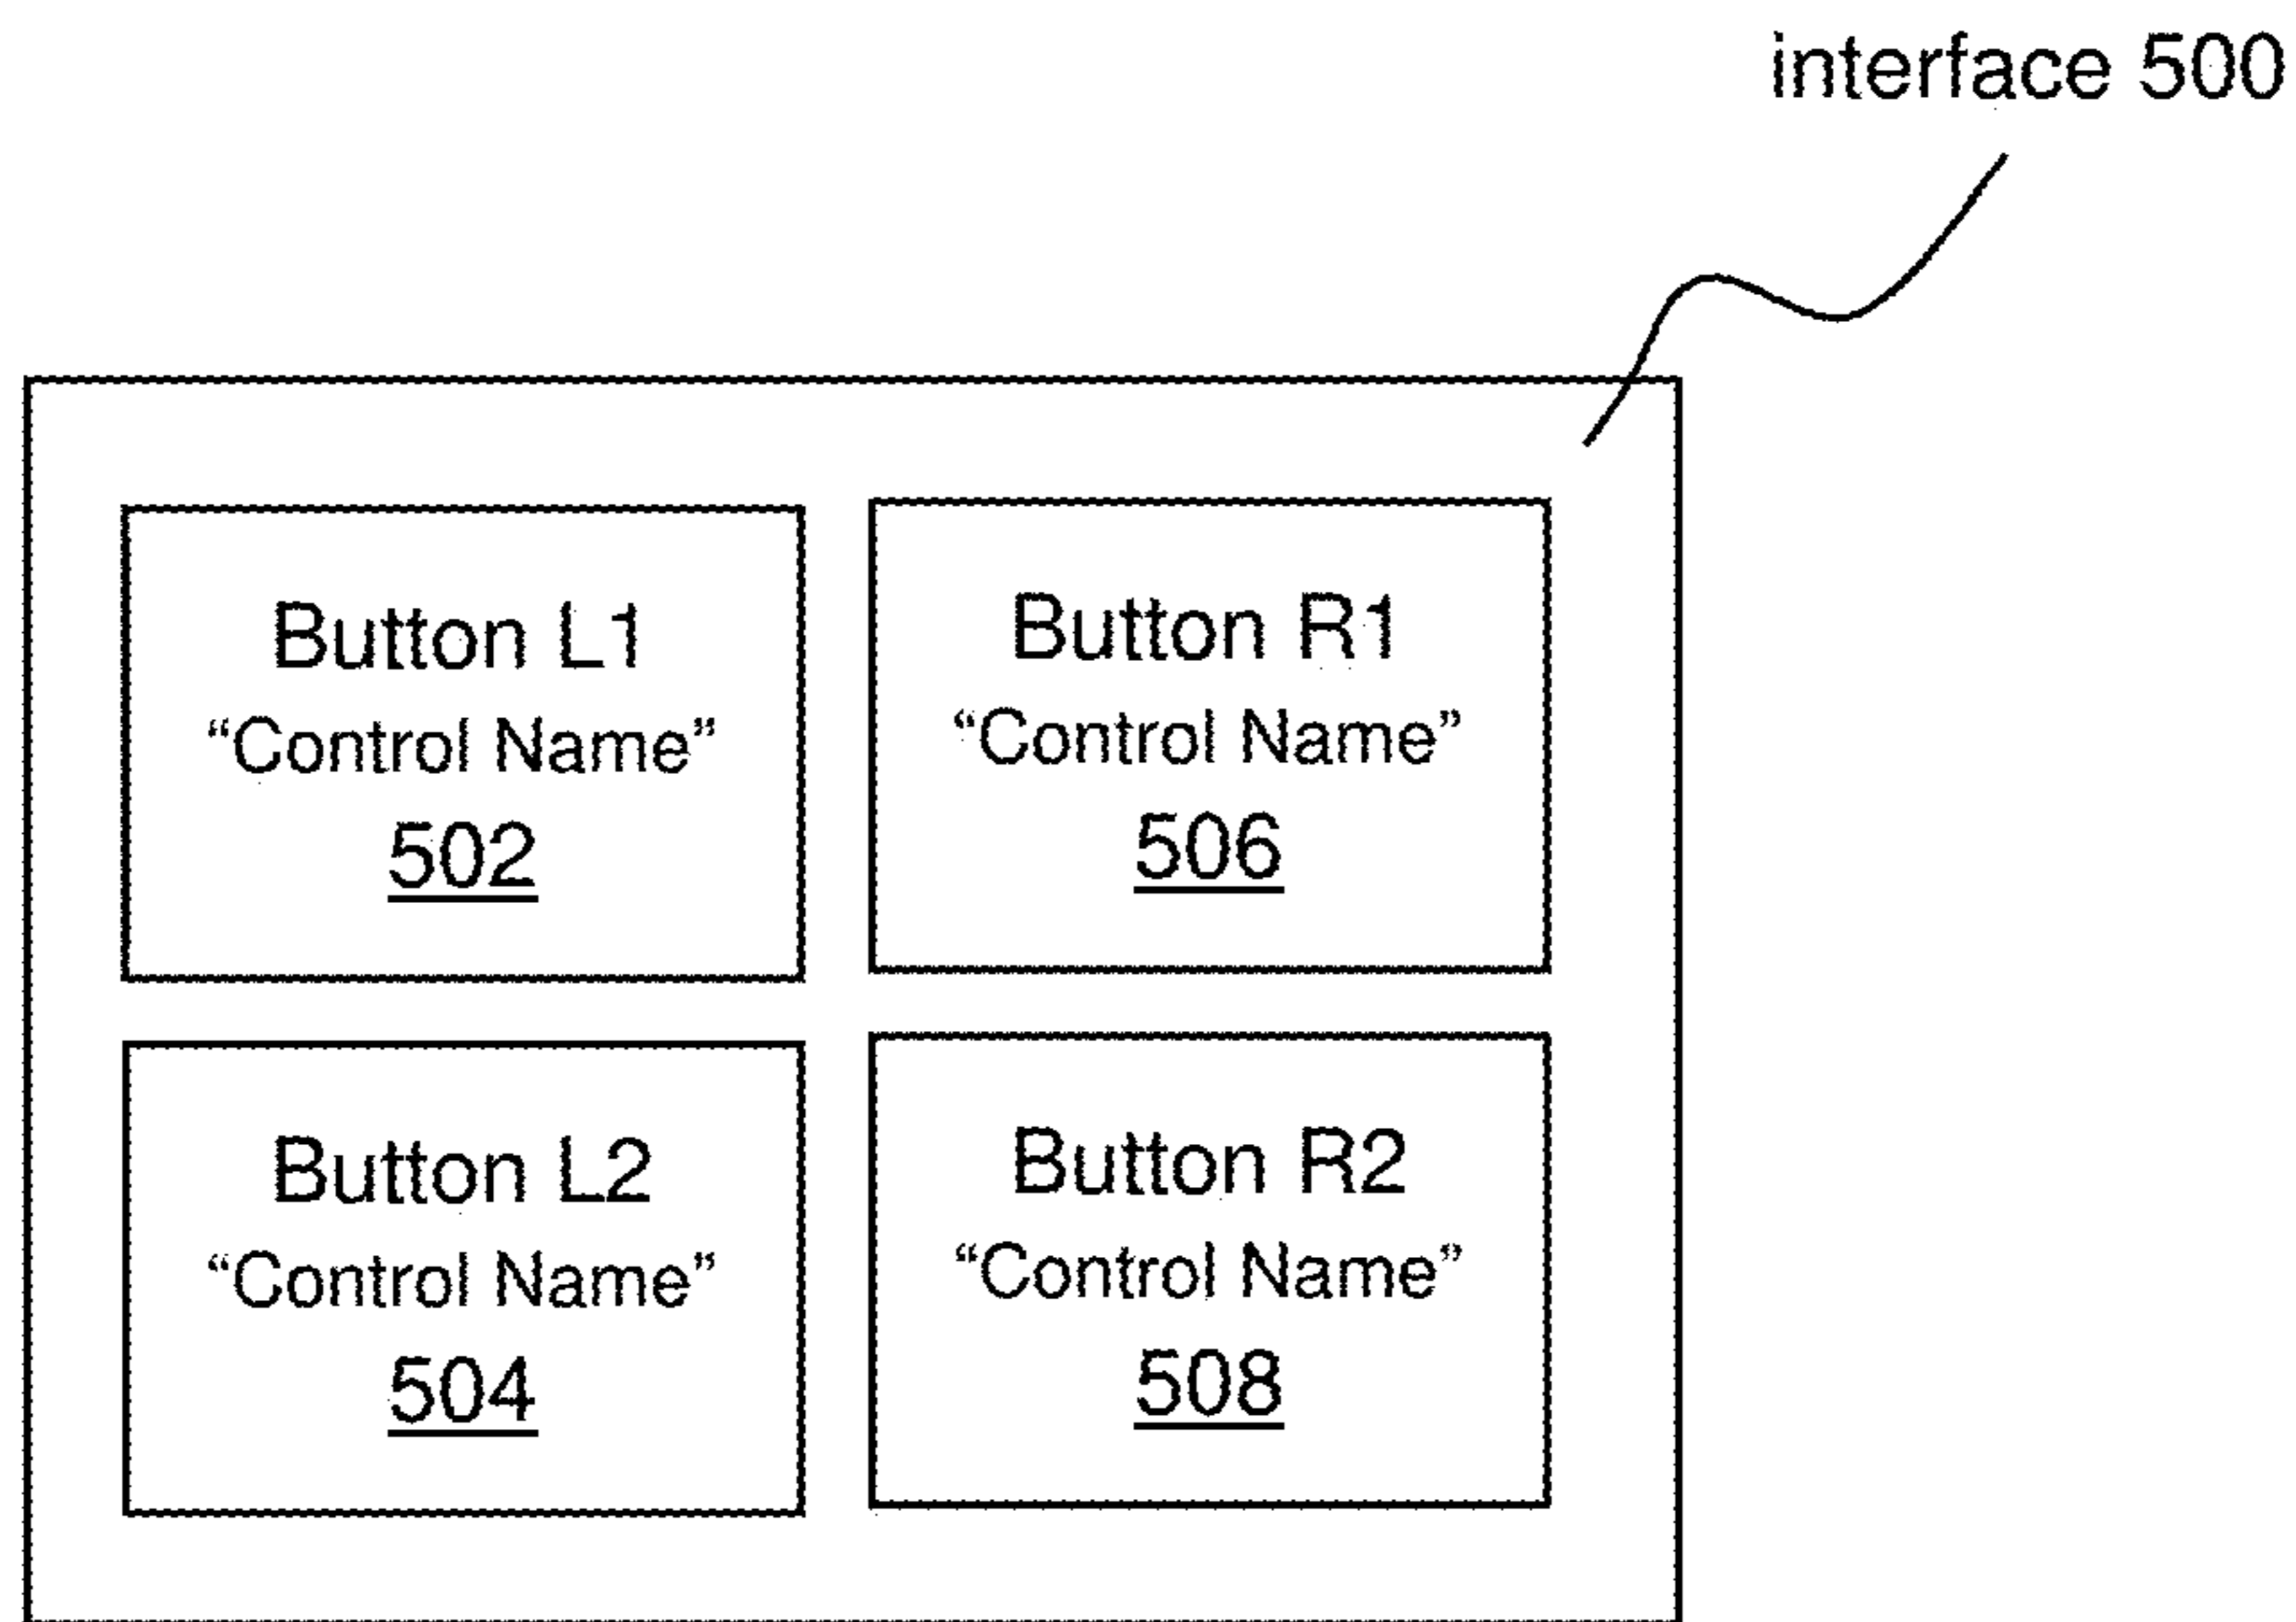 interface 500
Button L1
“Control Name”
502
Button R1
“Control Name”
506
Button L2
“Control Name”
504
Button R2
“Control Name”
508